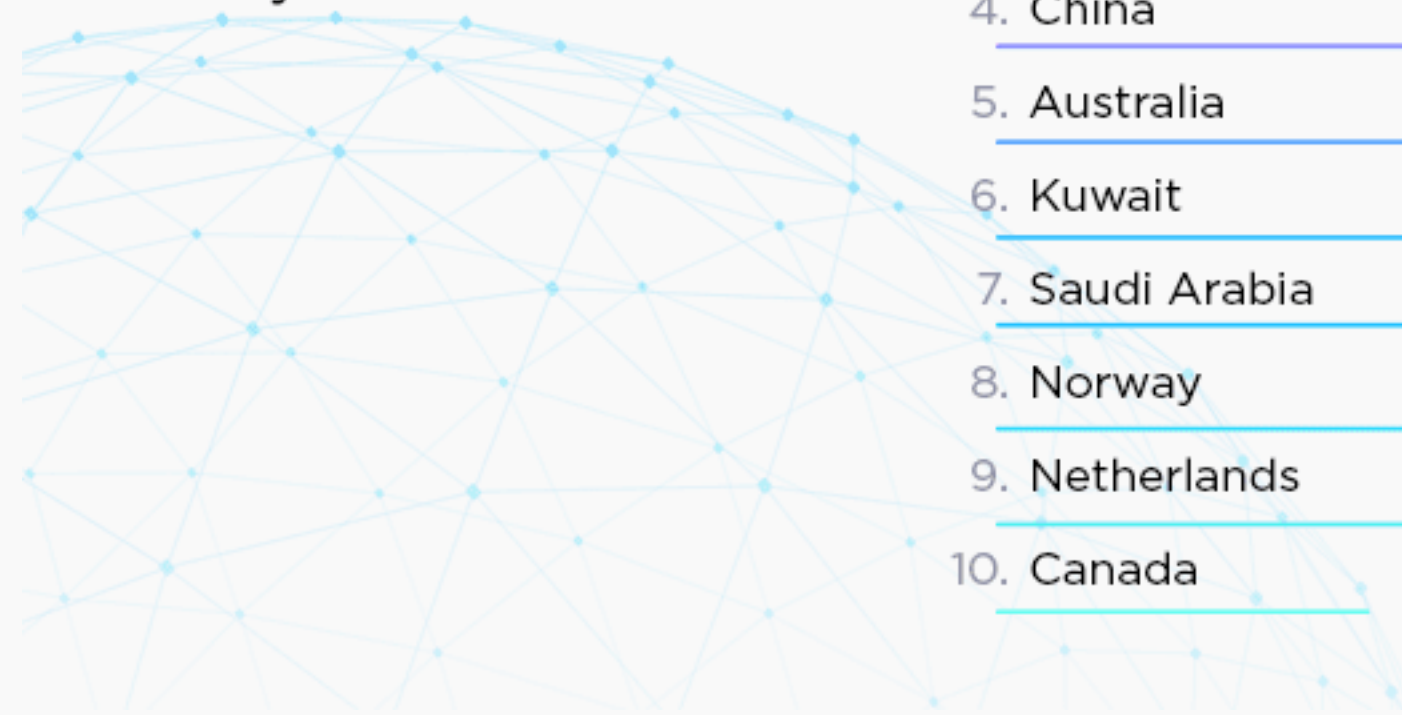 4. China
5. Australia
6. Kuwait
7. Saudi Arabia
8. Norway
9. Netherlands
10. Canada